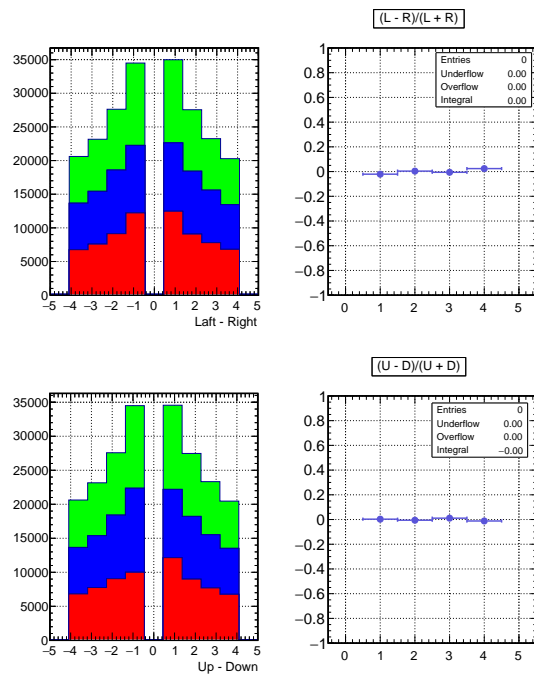 (L - R)/(L + R)
35000
30000
25000
20000
15000
10000
5000
0
−5 −4 −3 −2 −1 0 1 2 3 4 5
Laft - Right
1
0.8
0.6
0.4
0.2
0
−0.2
−0.4
−0.6
−0.8
−1
0 1 2 3 4 5
Entries 0
Underflow 0.00
Overflow 0.00
Integral 0.00
(U - D)/(U + D)
35000
30000
25000
20000
15000
10000
5000
0
−5 −4 −3 −2 −1 0 1 2 3 4 5
Up - Down
1
0.8
0.6
0.4
0.2
0
−0.2
−0.4
−0.6
−0.8
−1
0 1 2 3 4 5
Entries 0
Underflow 0.00
Overflow 0.00
Integral −0.00